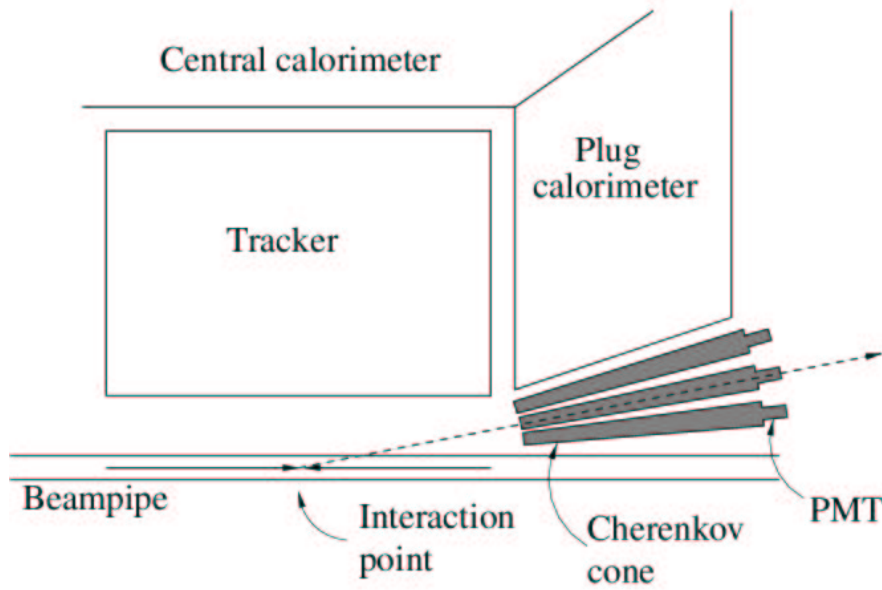 Central calorimeter
Plug
calorimeter
Tracker
Beampipe
Interaction
point
Cherenkov
cone
PMT